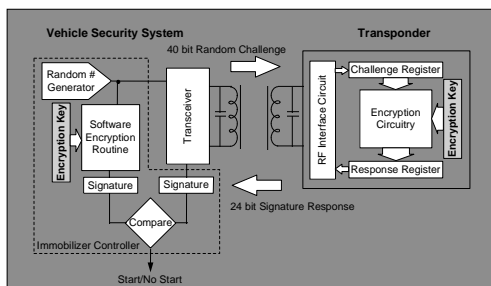 Vehicle Security System
Transponder
40 bit Random Challenge
Random #
Generator
Encryption Key
Software
Encryption
Routine
Transceiver
Signature
Signature
Compare
Immobilizer Controller
Start/No Start
24 bit Signature Response
RF Interface Circuit
Challenge Register
Encryption
Circuitry
Encryption Key
Response Register